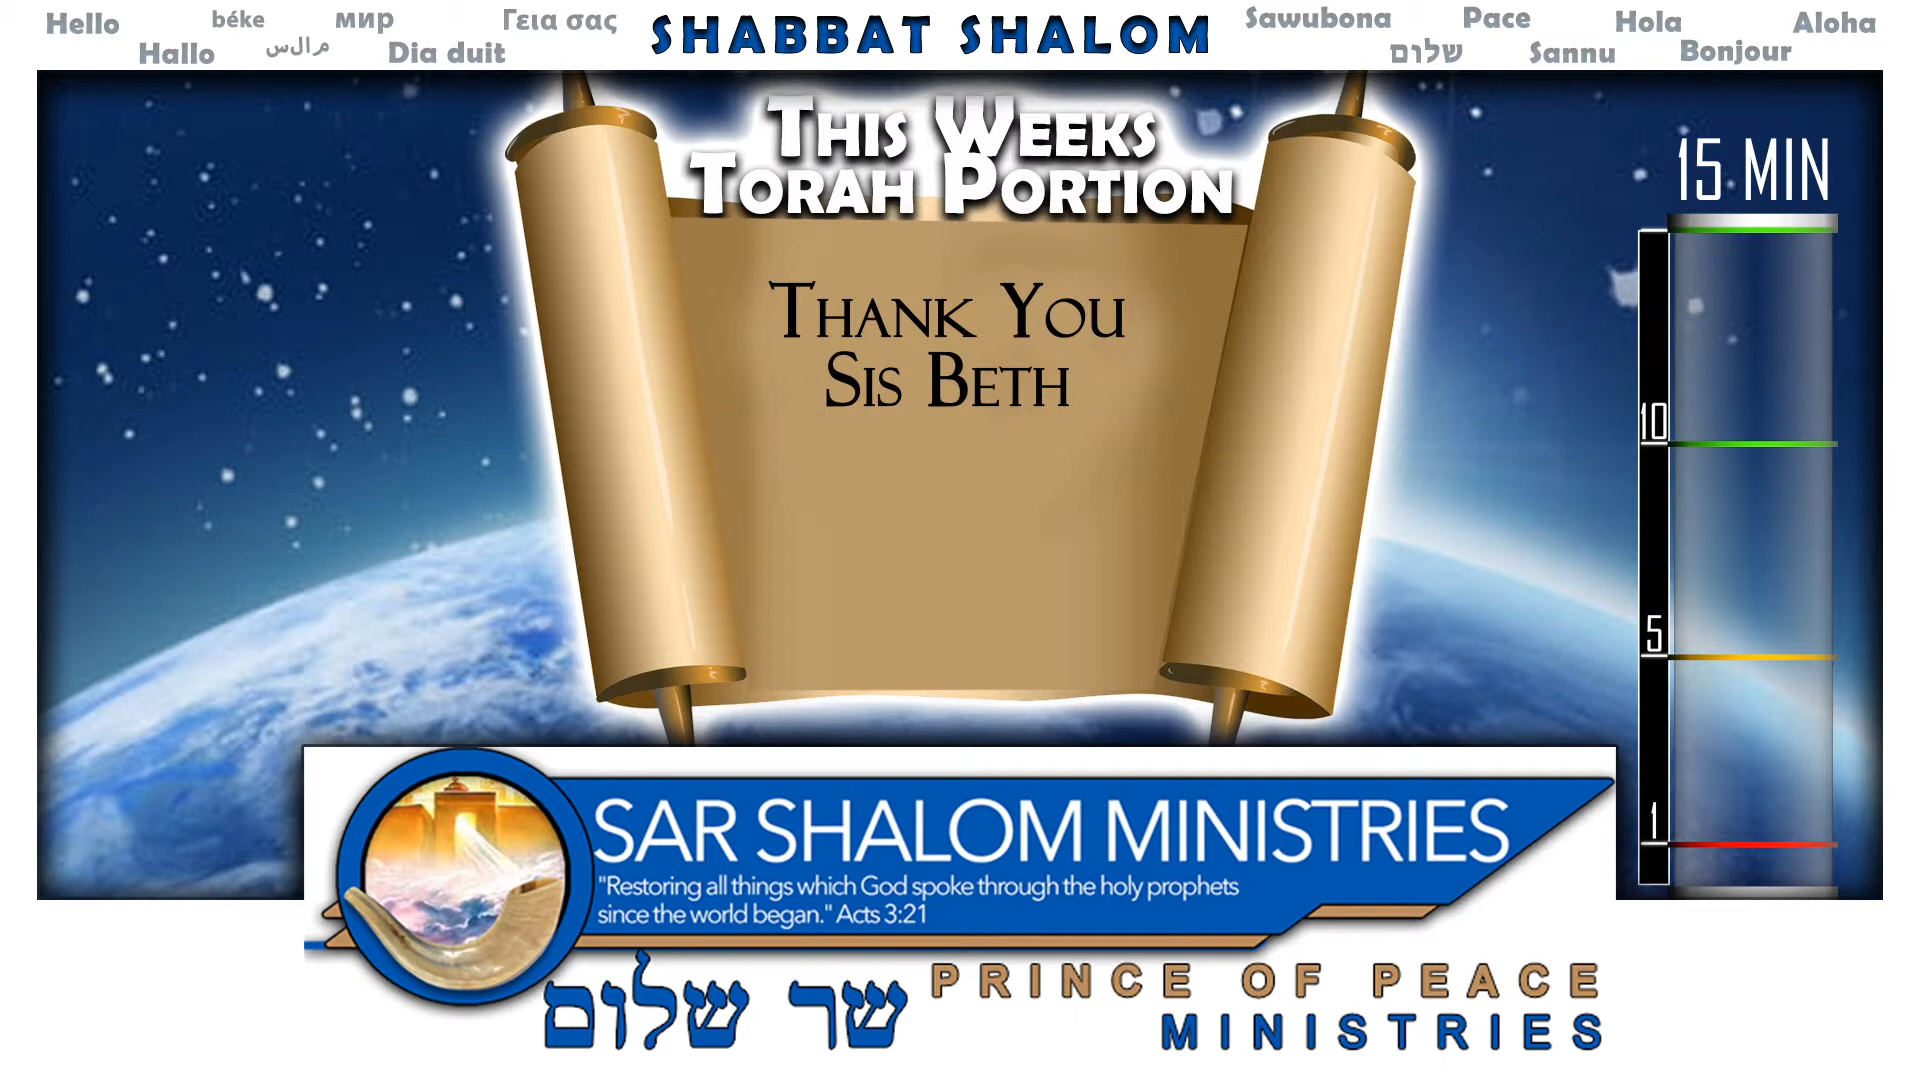 Hello
béke
мир
Γεια σας
SHABBAT SHALOM
Sawubona
Pace
Hola
Aloha
Hallo
م ا ل س
Dia duit
שלום
Sannu
Bonjour
THIS WEEKS
TORAH PORTION
15 MIN
THANK YOU
SIS BETH
10
5
1
SAR SHALOM MINISTRIES
"Restoring all things which God spoke through the holy prophets
since the world began." Acts 3:21
שר שלום
PRINCE OF PEACE
MINISTRIES